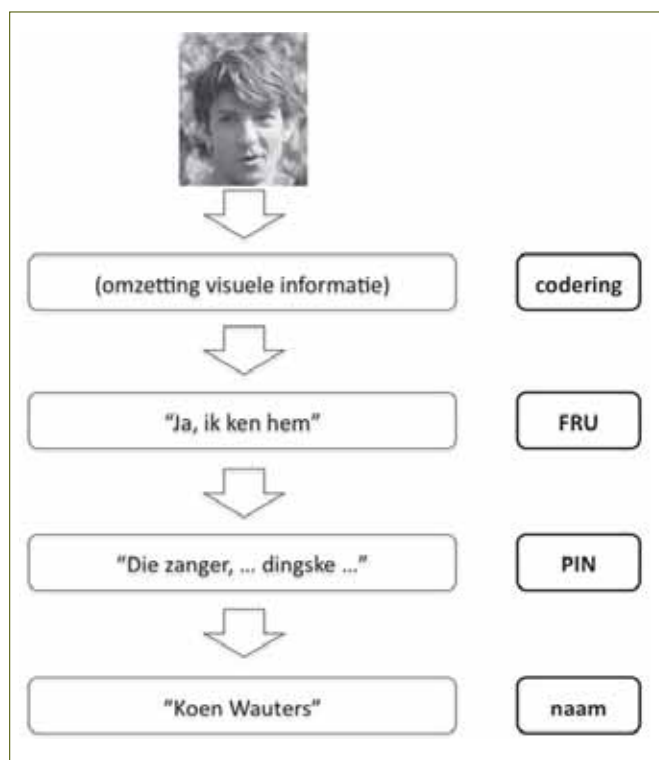 (omzetting visuele informatie) codering
“Ja, ik ken hem” FRU
“Die zanger, ... dingske ...” PIN
“Koen Wauters” naam